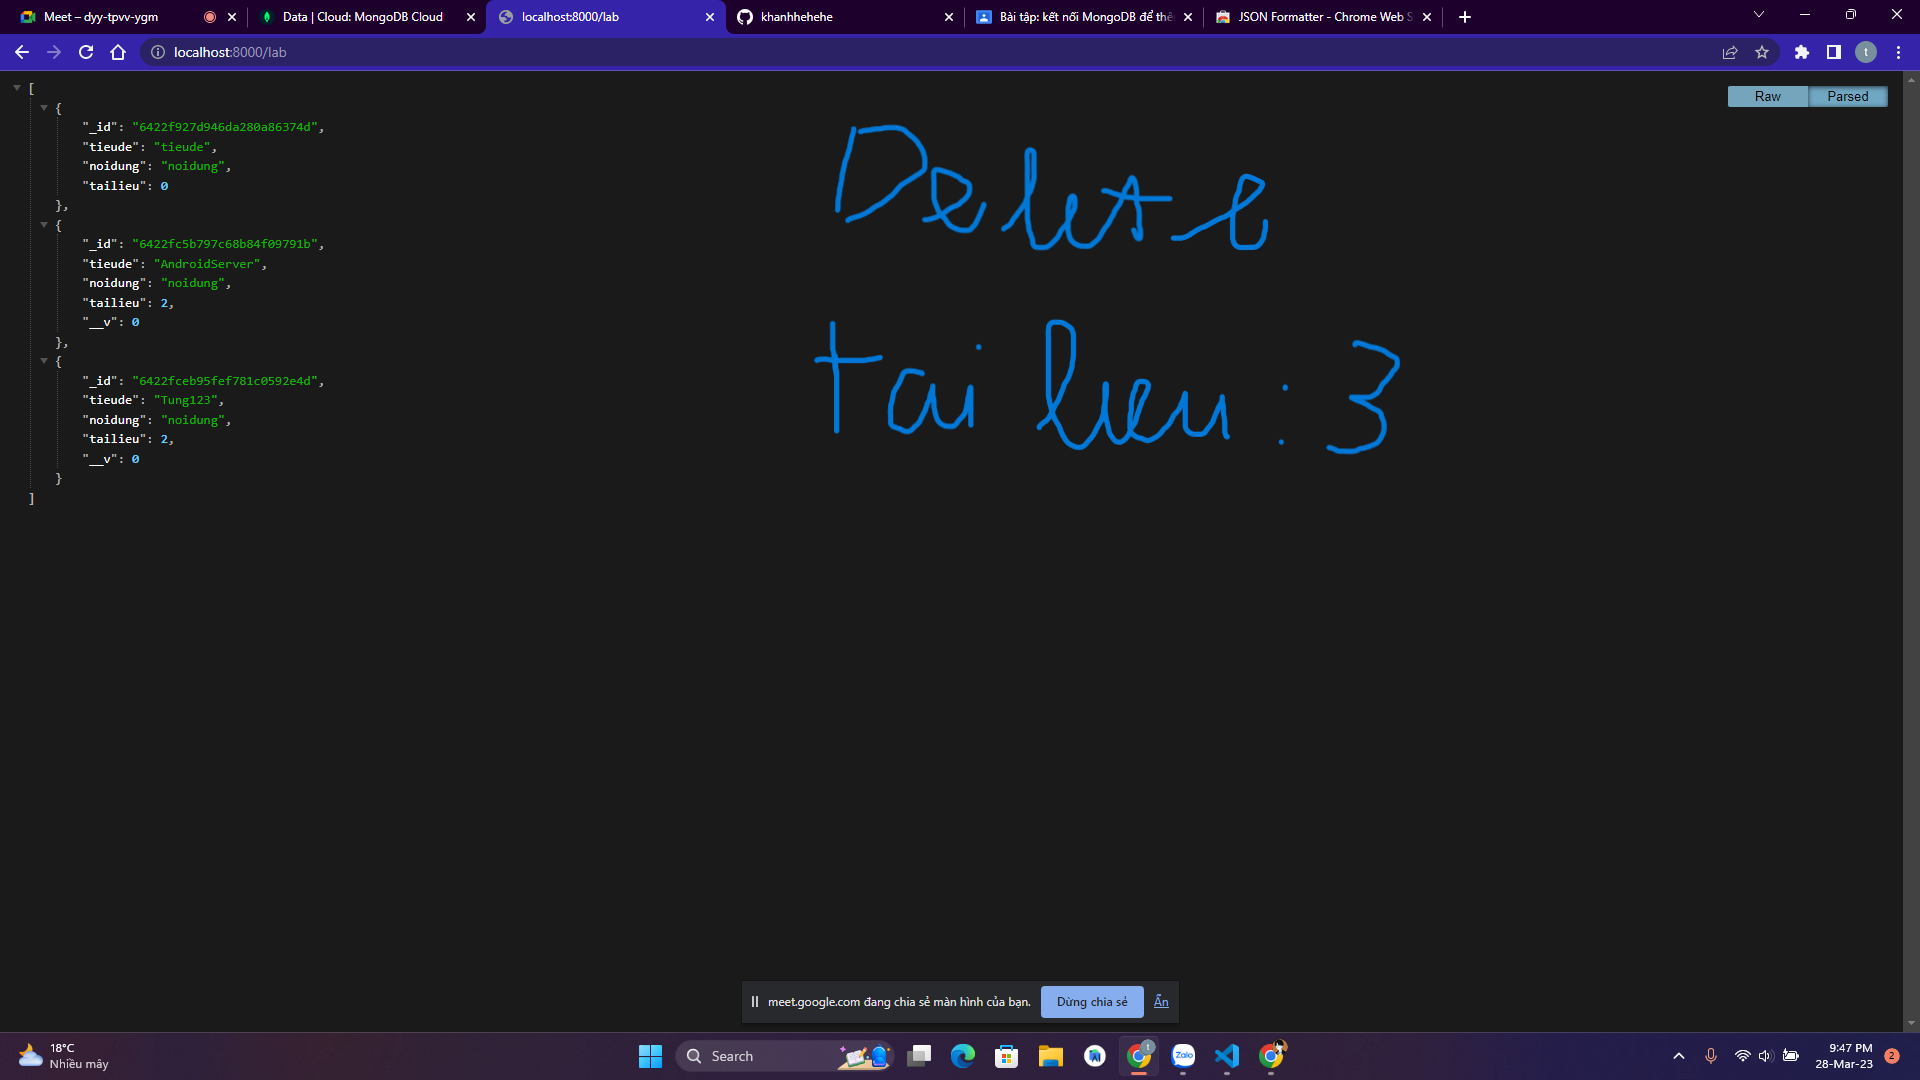 Meet – dyy-tpvv-ygm
Data | Cloud: MongoDB Cloud
localhost:8000/lab
khanhhehehe
Bài tập: kết nối MongoDB để thê
JSON Formatter - Chrome Web S
localhost:8000/lab
t
Raw Parsed
[
{
"_id": "6422f927d946da280a86374d",
"tieude": "tieude",
"noidung": "noidung",
"tailieu": 0
},
{
"_id": "6422fc5b797c68b84f09791b",
"tieude": "AndroidServer",
"noidung": "noidung",
"tailieu": 2,
"__v": 0
},
{
"_id": "6422fceb95fef781c0592e4d",
"tieude": "Tung123",
"noidung": "noidung",
"tailieu": 2,
"__v": 0
}
]
Delete
tai lieu : 3
meet.google.com đang chia sẻ màn hình của bạn.
Dừng chia sẻ
Ẩn
18°C
Nhiều mây
Search
t
Zalo
9:47 PM
28-Mar-23
2